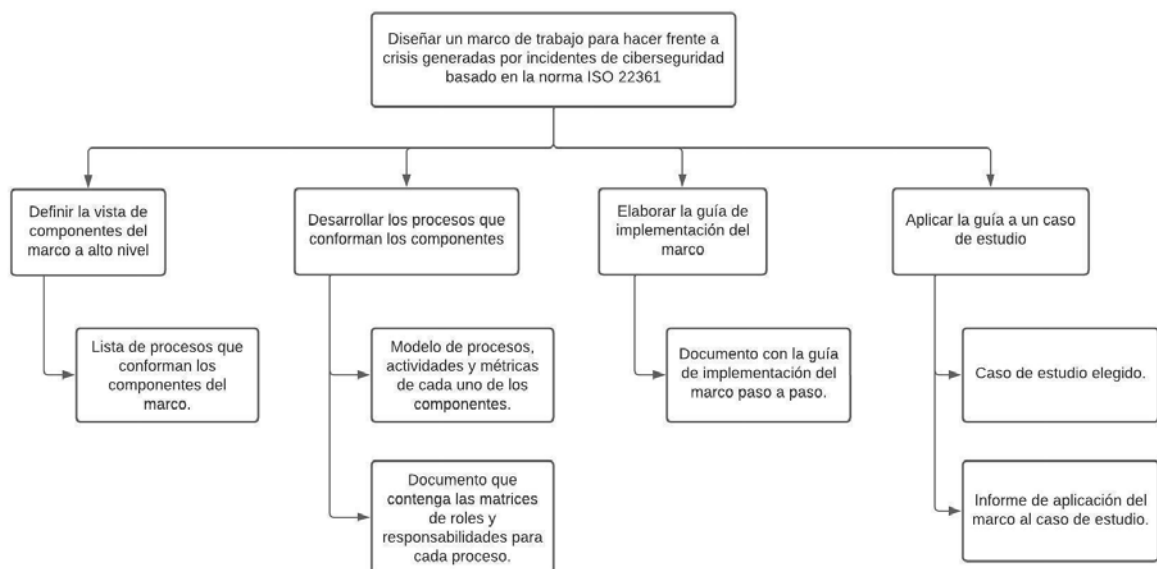 Diseñar un marco de trabajo para hacer frente a
crisis generadas por incidentes de ciberseguridad
basado en la norma ISO 22361
Definir la vista de
componentes del
marco a alto nivel
Desarrollar los procesos que
conforman los componentes
Elaborar la guía de
implementación del
marco
Aplicar la guía a un caso
de estudio
Lista de procesos que
conforman los
componentes del
marco.
Modelo de procesos,
actividades y métricas
de cada uno de los
componentes.
Documento con la guía
de implementación del
marco paso a paso.
Caso de estudio elegido.
Documento que
contenga las matrices
de roles y
responsabilidades para
cada proceso.
Informe de aplicación del
marco al caso de estudio.